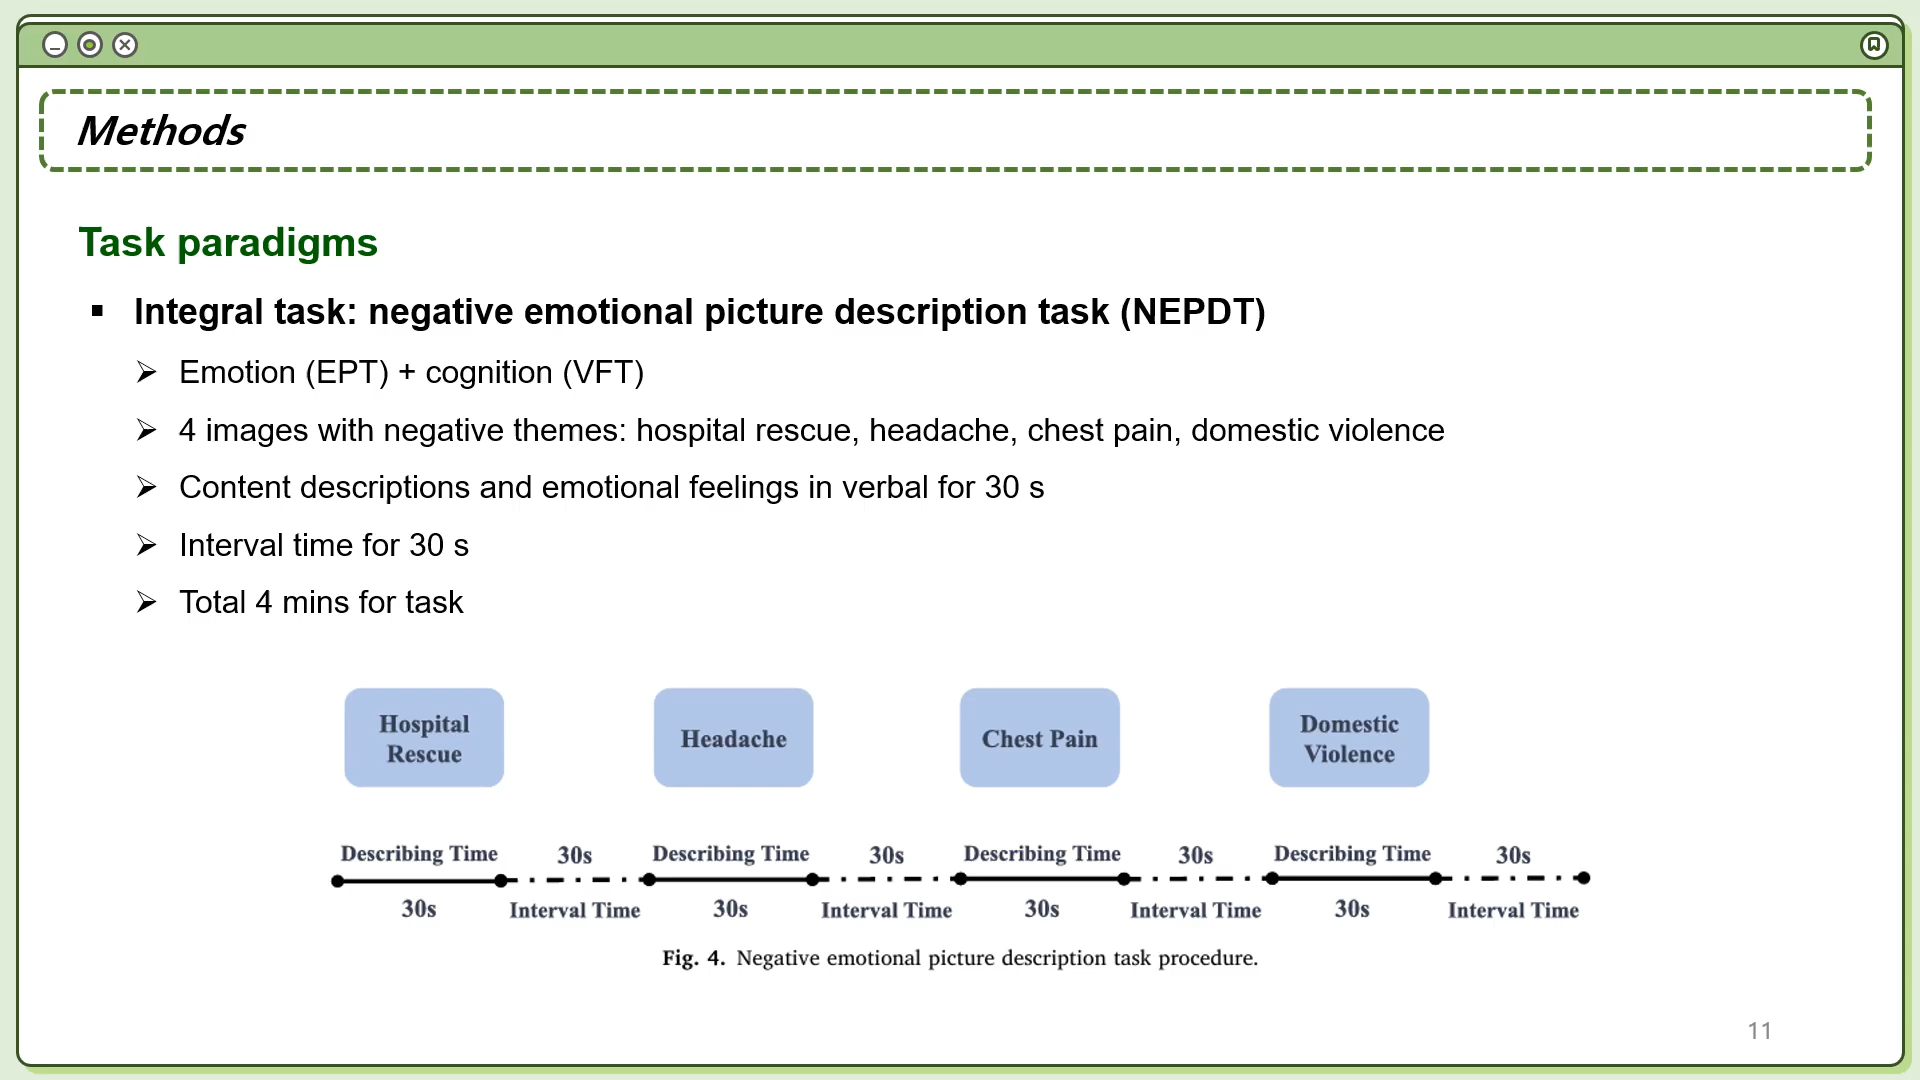 Methods
Task paradigms
▪ Integral task: negative emotional picture description task (NEPDT)
➢ Emotion (EPT) + cognition (VFT)
➢ 4 images with negative themes: hospital rescue, headache, chest pain, domestic violence
➢ Content descriptions and emotional feelings in verbal for 30 s
➢ Interval time for 30 s
➢ Total 4 mins for task
Hospital
Rescue
Headache
Chest Pain
Domestic
Violence
Describing Time 30s Describing Time 30s Describing Time 30s Describing Time 30s
30s Interval Time 30s Interval Time 30s Interval Time 30s Interval Time
Fig. 4. Negative emotional picture description task procedure.
11